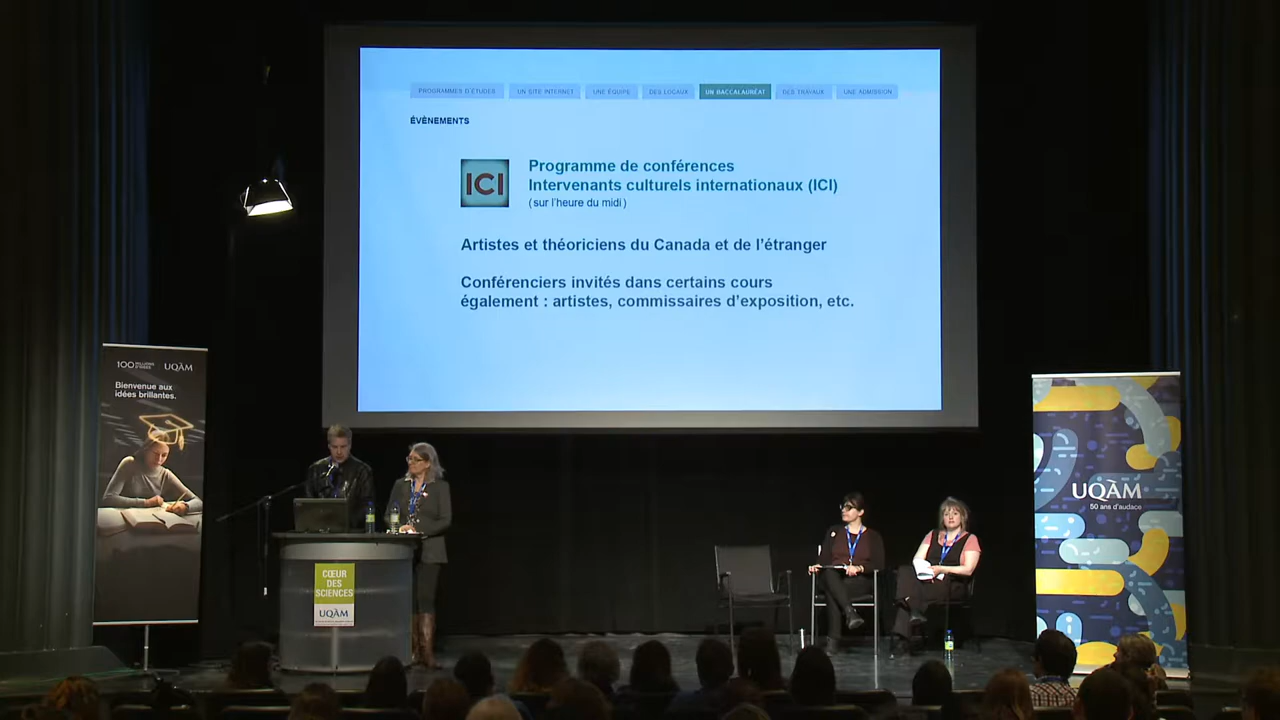 PROGRAMMES D'ÉTUDES
UN SITE INTERNET
UNE ÉQUIPE
DES LOCAUX
UN BACCALAURÉAT
DES TRAVAUX
UNE ADMISSION
ÉVÈNEMENTS
ICI
Programme de conférences
Intervenants culturels internationaux (ICI)
(sur l'heure du midi)
Artistes et théoriciens du Canada et de l'étranger
Conférenciers invités dans certains cours
également : artistes, commissaires d'exposition, etc.
100
UQÀM
Bienvenue aux
idées brillantes.
CŒUR
DES
SCIENCES
UQÀM
UQÀM
50 ans d'audace